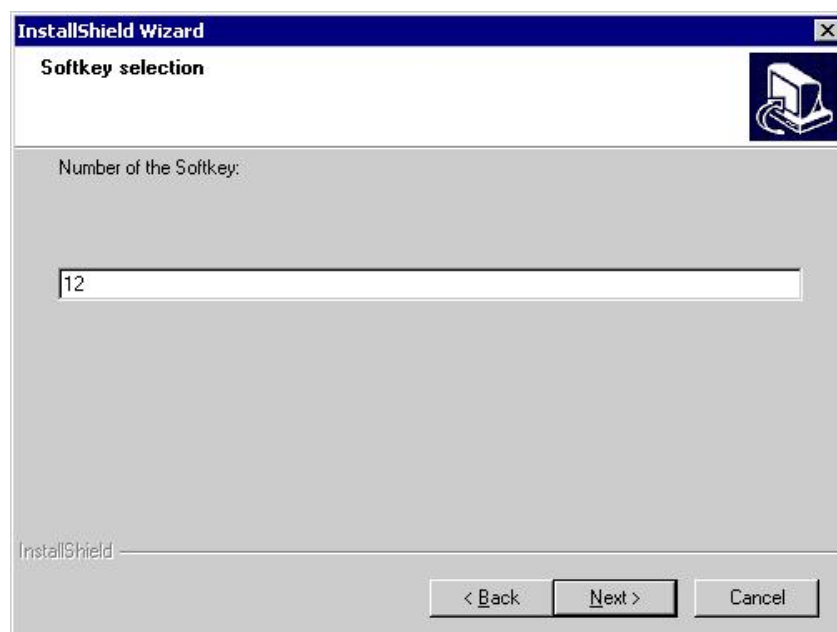 InstallShield Wizard
Softkey selection
Number of the Softkey:
12
InstallShield
< Back
Next >
Cancel